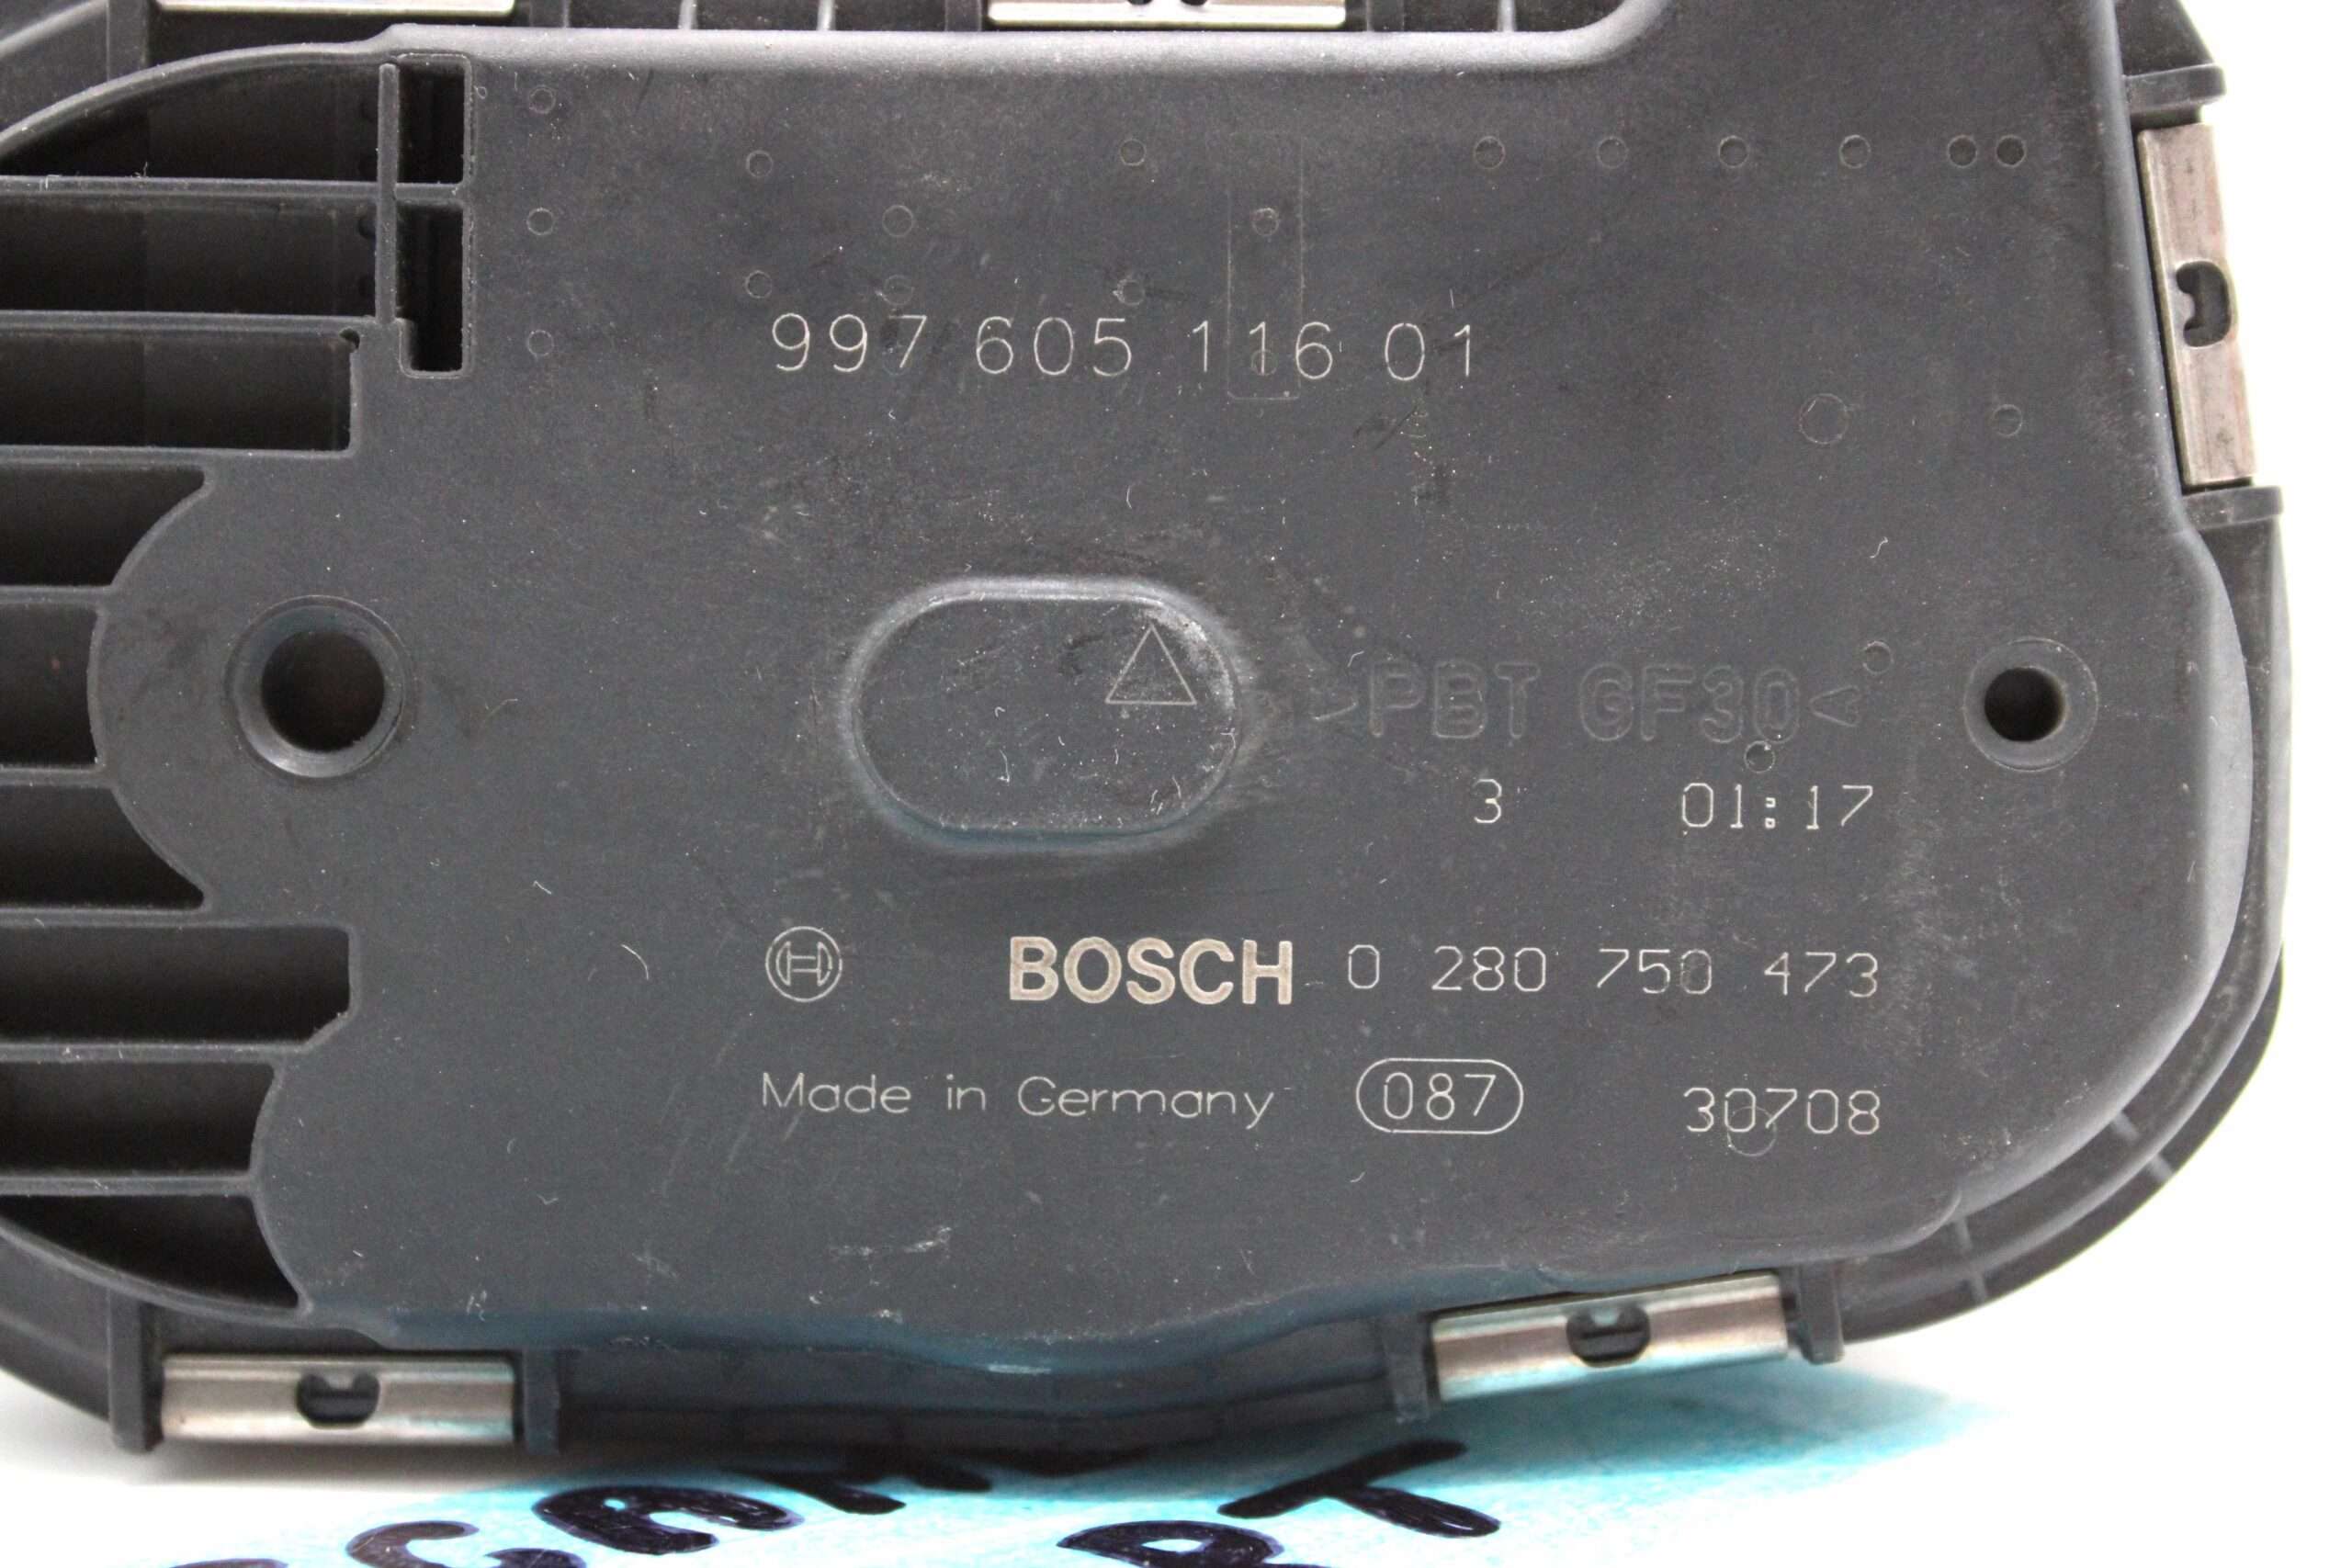 997 605 116 01
>PBT GF30<
3 01:17
BOSCH 0 280 750 473
Made in Germany 087 30708